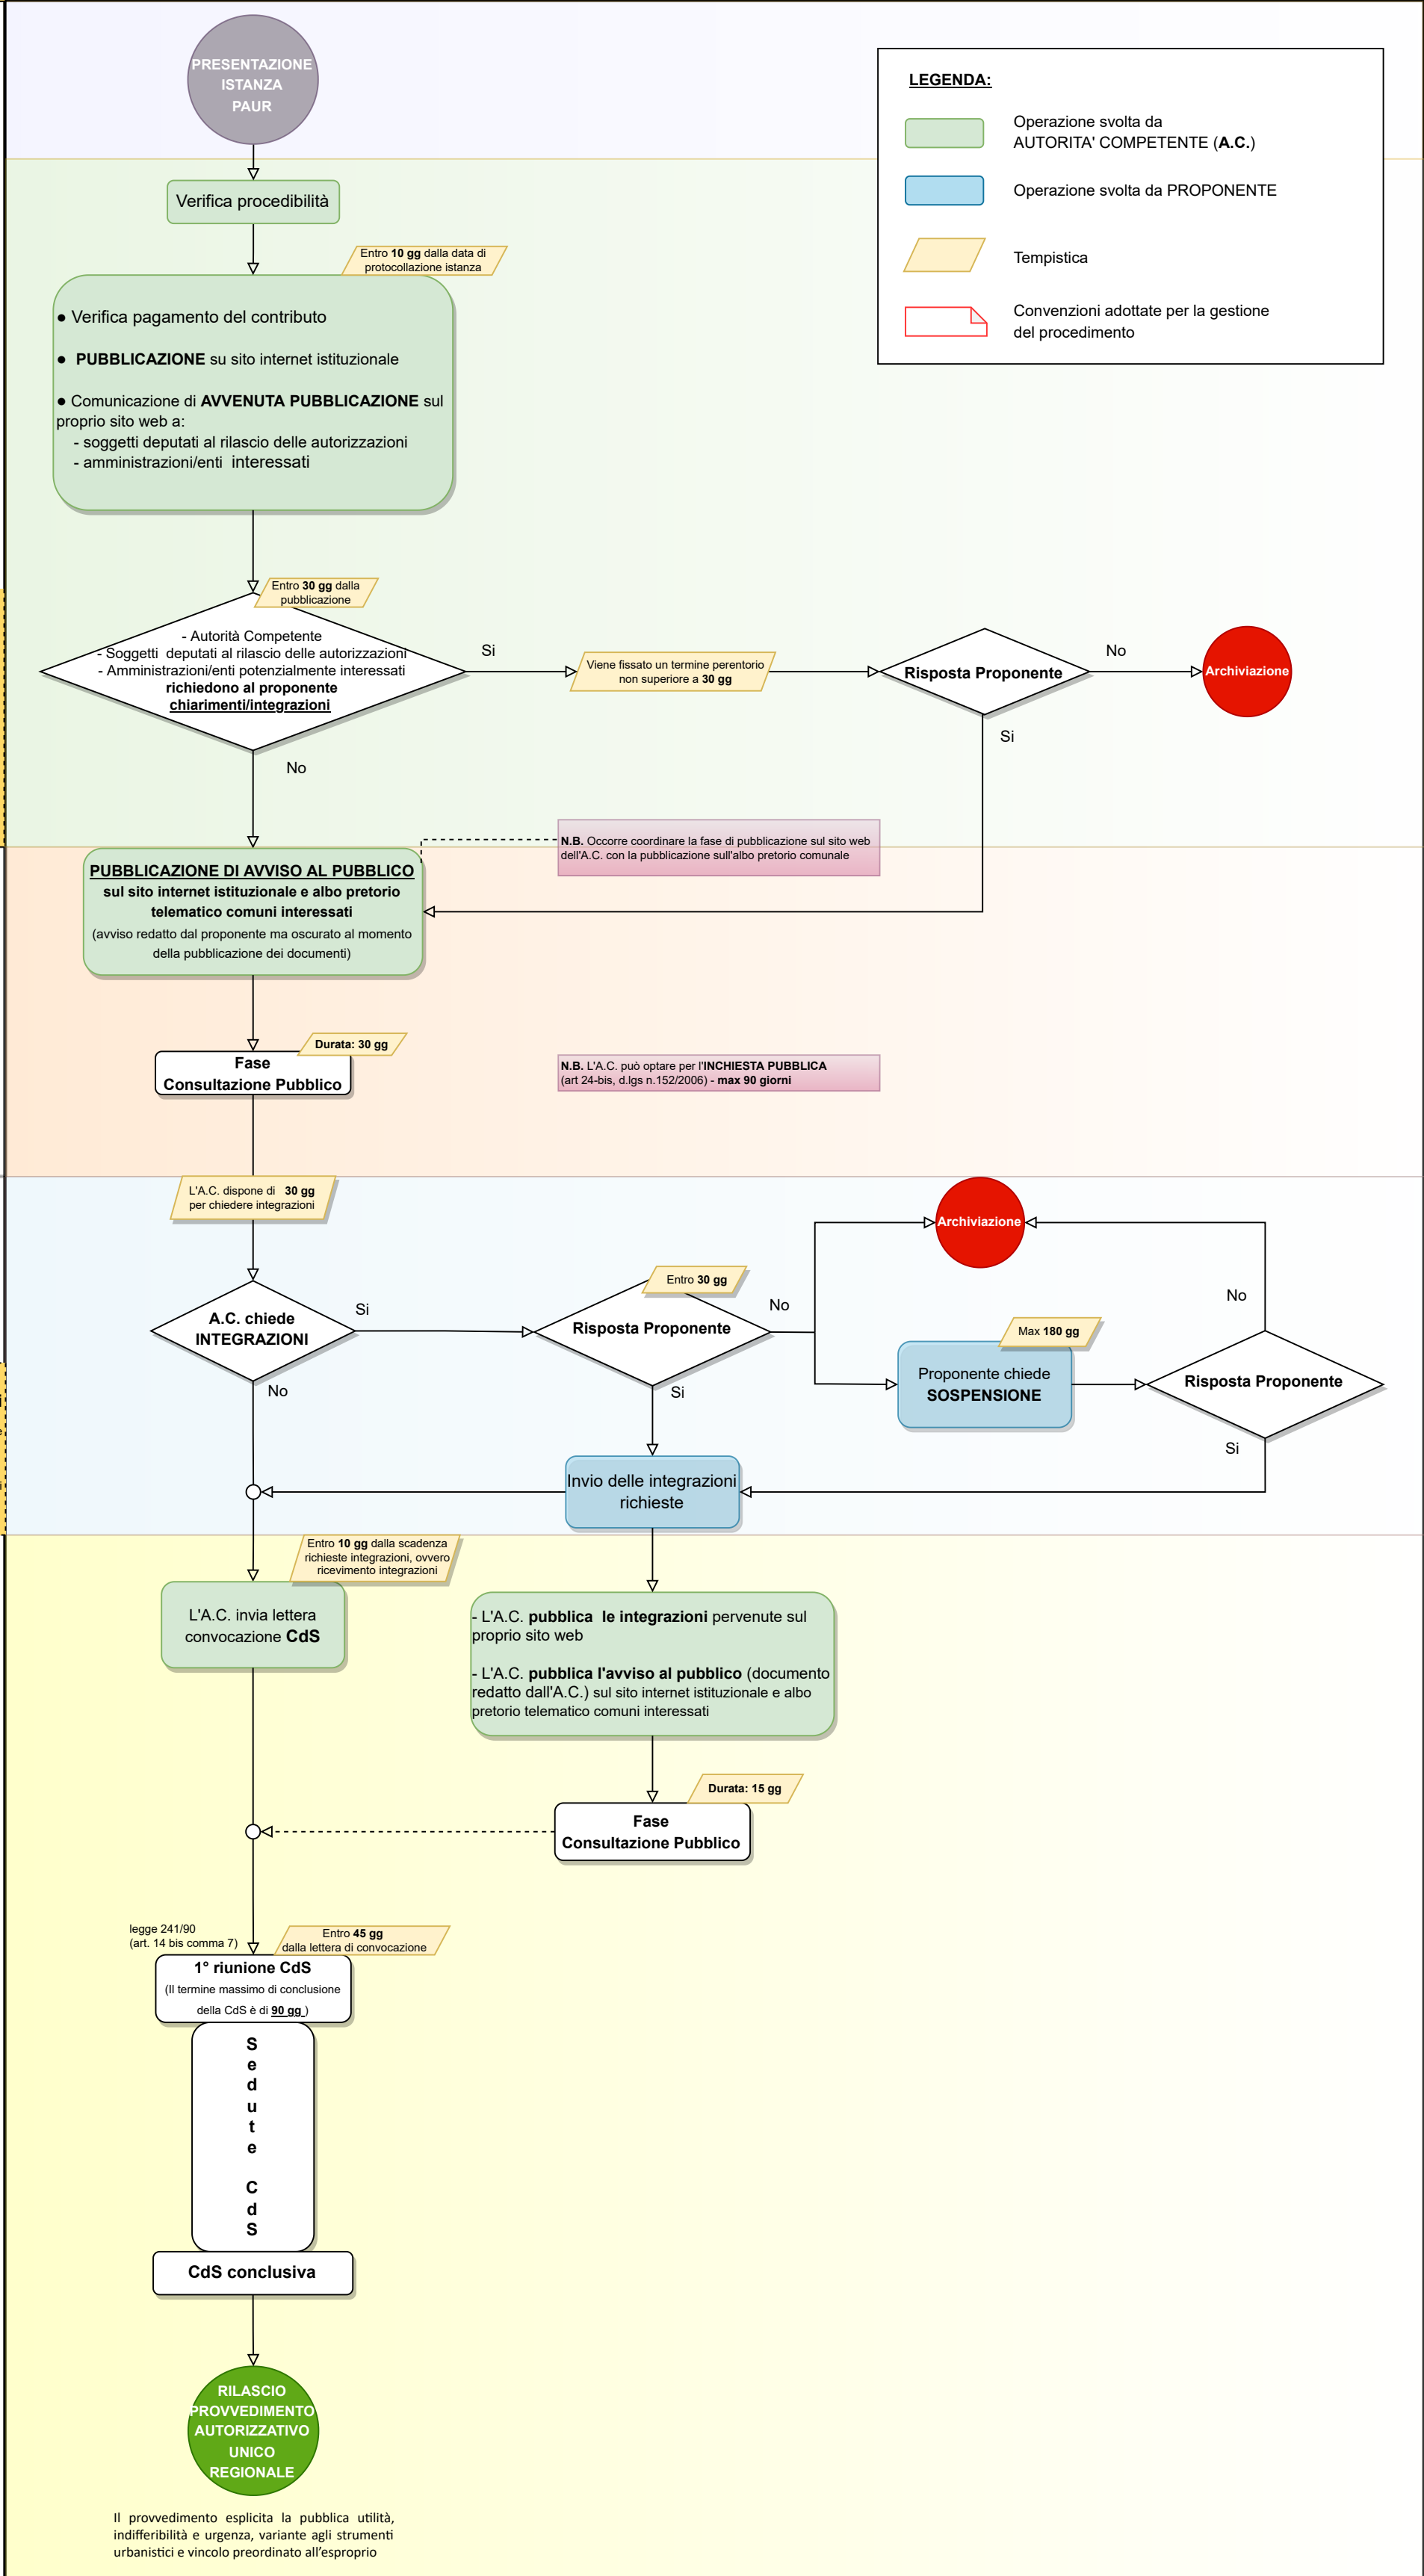 PRESENTAZIONE
ISTANZA
PAUR
LEGENDA:
Operazione svolta da
AUTORITA' COMPETENTE (A.C.)
Operazione svolta da PROPONENTE
Tempistica
Convenzioni adottate per la gestione
del procedimento
Verifica procedibilità
Entro 10 gg dalla data di
protocollazione istanza
● Verifica pagamento del contributo
● PUBBLICAZIONE su sito internet istituzionale
● Comunicazione di AVVENUTA PUBBLICAZIONE sul
proprio sito web a:
- soggetti deputati al rilascio delle autorizzazioni
- amministrazioni/enti interessati
Entro 30 gg dalla
pubblicazione
- Autorità Competente
- Soggetti deputati al rilascio delle autorizzazioni
- Amministrazioni/enti potenzialmente interessati
richiedono al proponente
chiarimenti/integrazioni
Si
Viene fissato un termine perentorio
non superiore a 30 gg
Risposta Proponente
No
Archiviazione
Si
No
N.B. Occorre coordinare la fase di pubblicazione sul sito web
dell'A.C. con la pubblicazione sull'albo pretorio comunale
PUBBLICAZIONE DI AVVISO AL PUBBLICO
sul sito internet istituzionale e albo pretorio
telematico comuni interessati
(avviso redatto dal proponente ma oscurato al momento
della pubblicazione dei documenti)
Durata: 30 gg
Fase
Consultazione Pubblico
N.B. L'A.C. può optare per l'INCHIESTA PUBBLICA
(art 24-bis, d.lgs n.152/2006) - max 90 giorni
L'A.C. dispone di 30 gg
per chiedere integrazioni
Archiviazione
A.C. chiede
INTEGRAZIONI
Si
Entro 30 gg
Risposta Proponente
No
No
Max 180 gg
Proponente chiede
SOSPENSIONE
Risposta Proponente
No
Si
Si
Invio delle integrazioni
richieste
Entro 10 gg dalla scadenza
richieste integrazioni, ovvero
ricevimento integrazioni
L'A.C. invia lettera
convocazione CdS
- L'A.C. pubblica le integrazioni pervenute sul
proprio sito web
- L'A.C. pubblica l'avviso al pubblico (documento
redatto dall'A.C.) sul sito internet istituzionale e albo
pretorio telematico comuni interessati
Durata: 15 gg
Fase
Consultazione Pubblico
legge 241/90
(art. 14 bis comma 7)
Entro 45 gg
dalla lettera di convocazione
1° riunione CdS
(Il termine massimo di conclusione
della CdS è di 90 gg )
S
e
d
u
t
e
C
d
S
CdS conclusiva
RILASCIO
PROVVEDIMENTO
AUTORIZZATIVO
UNICO
REGIONALE
Il provvedimento esplicita la pubblica utilità,
indifferibilità e urgenza, variante agli strumenti
urbanistici e vincolo preordinato all'esproprio